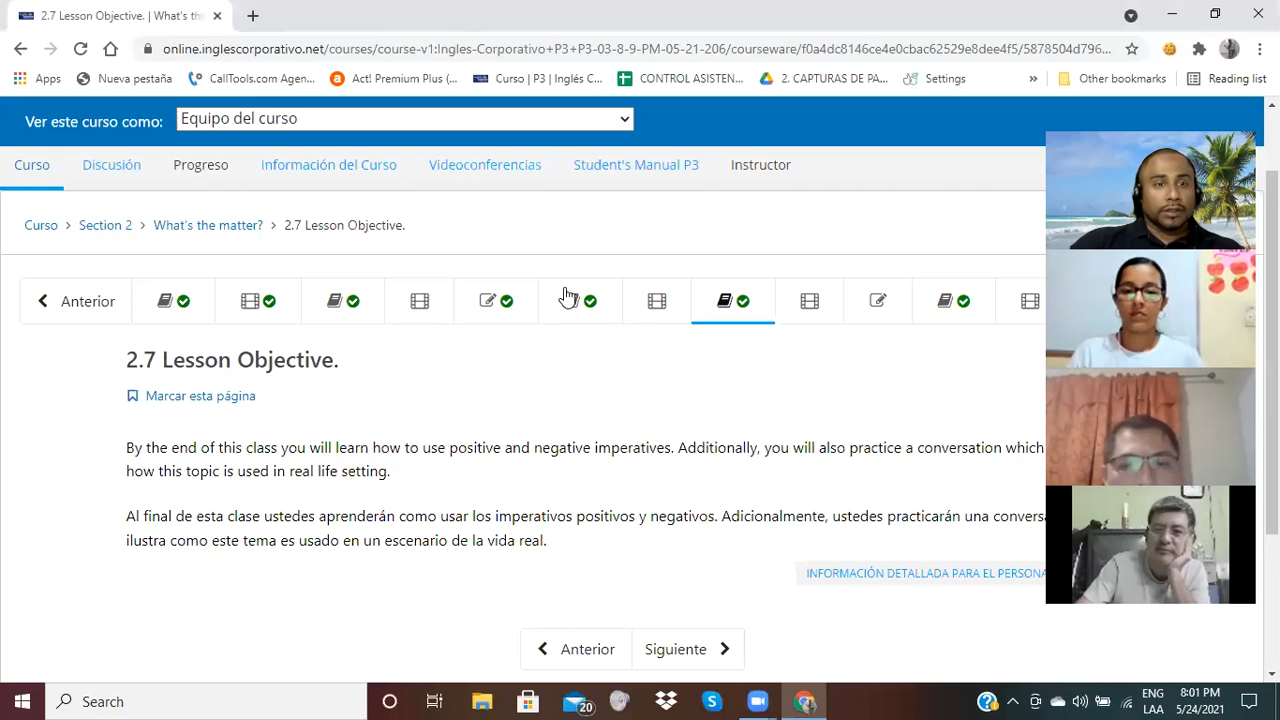 2.7 Lesson Objective. | What's the
online.inglescorporativo.net/courses/course-v1:Ingles-Corporativo+P3+P3-03-8-9-PM-05-21-206/courseware/f0a4dc8146ce4e0cbac62529e8dee4f5/5878504d796...
Apps
Nueva pestaña
CallTools.com Agen...
Act! Premium Plus (...
Curso | P3 | Inglés C...
CONTROL ASISTEN...
2. CAPTURAS DE PA...
Settings
»
Other bookmarks
Reading list
Ver este curso como:
Equipo del curso
Curso
Discusión
Progreso
Información del Curso
Videoconferencias
Student's Manual P3
Instructor
Curso > Section 2 > What's the matter? > 2.7 Lesson Objective.
Anterior
2.7 Lesson Objective.
Marcar esta página
By the end of this class you will learn how to use positive and negative imperatives. Additionally, you will also practice a conversation which
how this topic is used in real life setting.
Al final de esta clase ustedes aprenderán como usar los imperativos positivos y negativos. Adicionalmente, ustedes practicarán una conversa
ilustra como este tema es usado en un escenario de la vida real.
INFORMACIÓN DETALLADA PARA EL PERSONA
Anterior
Siguiente
Search
20
ENG
LAA
8:01 PM
5/24/2021